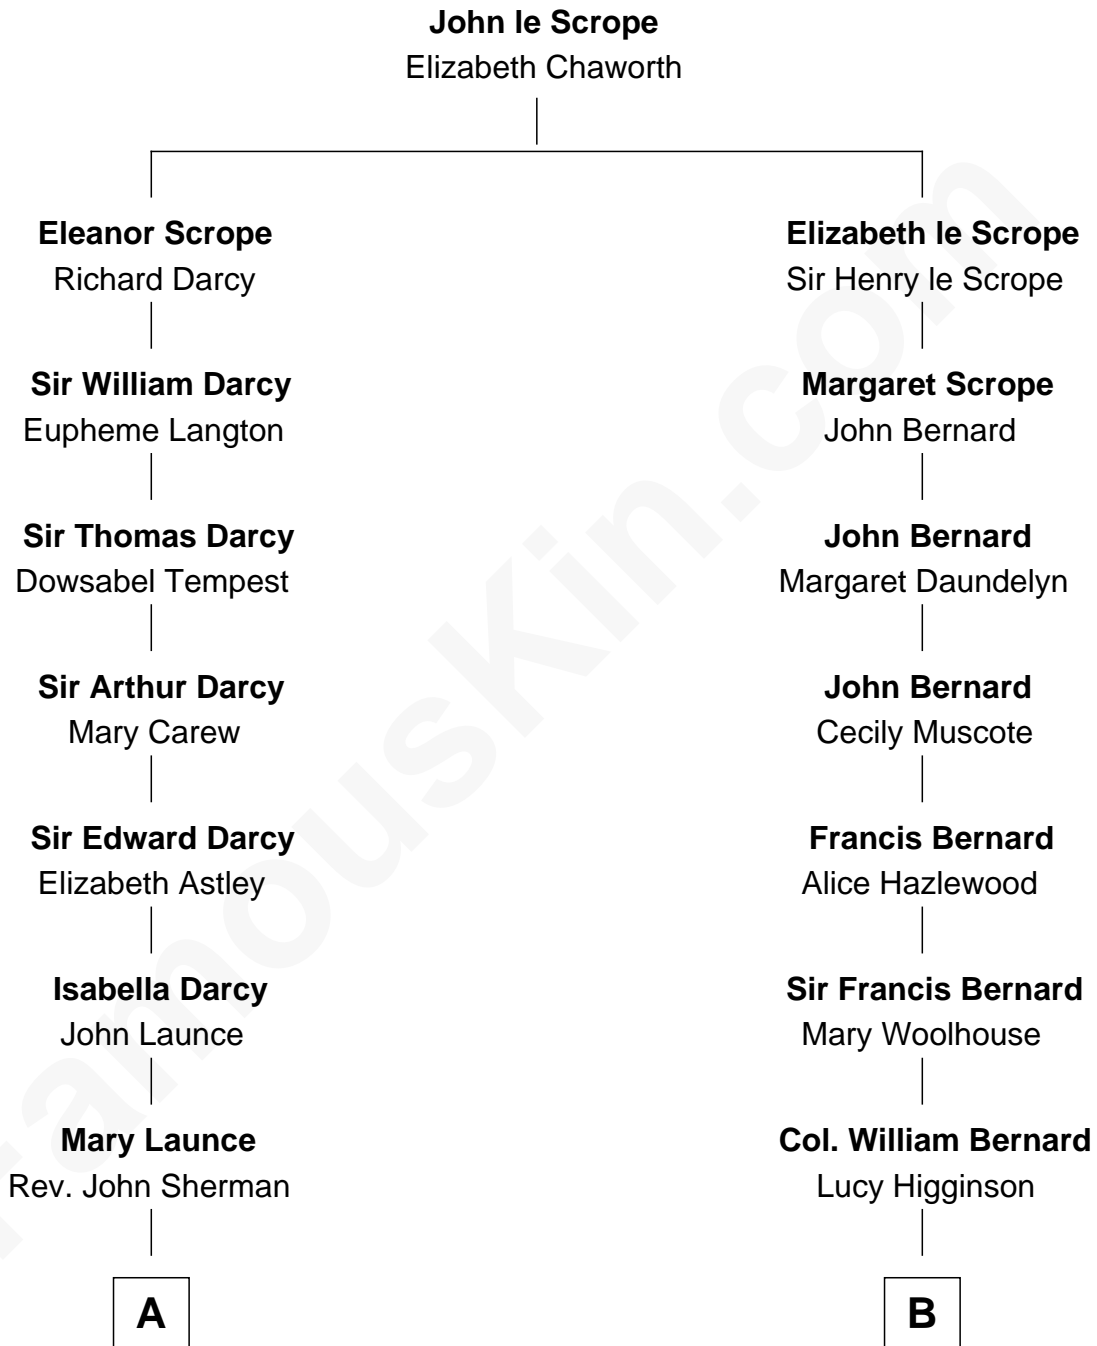 John le Scrope
Elizabeth Chaworth
Eleanor Scrope
Richard Darcy
Elizabeth le Scrope
Sir Henry le Scrope
Sir William Darcy
Eupheme Langton
Margaret Scrope
John Bernard
Sir Thomas Darcy
Dowsabel Tempest
John Bernard
Margaret Daundelyn
Sir Arthur Darcy
Mary Carew
John Bernard
Cecily Muscote
Sir Edward Darcy
Elizabeth Astley
Francis Bernard
Alice Hazlewood
Isabella Darcy
John Launce
Sir Francis Bernard
Mary Woolhouse
Mary Launce
Rev. John Sherman
Col. William Bernard
Lucy Higginson
A
B
FamousKin.com